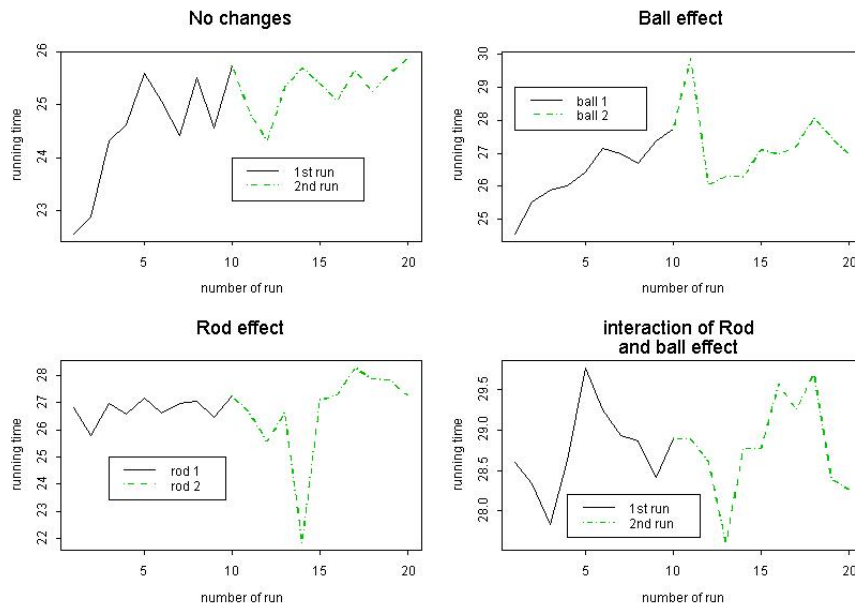 No changes
running time
26
25
24
23
1st run
2nd run
5
10
15
20
number of run
Ball effect
running time
30
29
28
27
26
25
ball 1
ball 2
5
10
15
20
number of run
Rod effect
running time
28
27
26
25
24
23
22
rod 1
rod 2
5
10
15
20
number of run
interaction of Rod
and ball effect
running time
29.5
29.0
28.5
28.0
1st run
2nd run
5
10
15
20
number of run